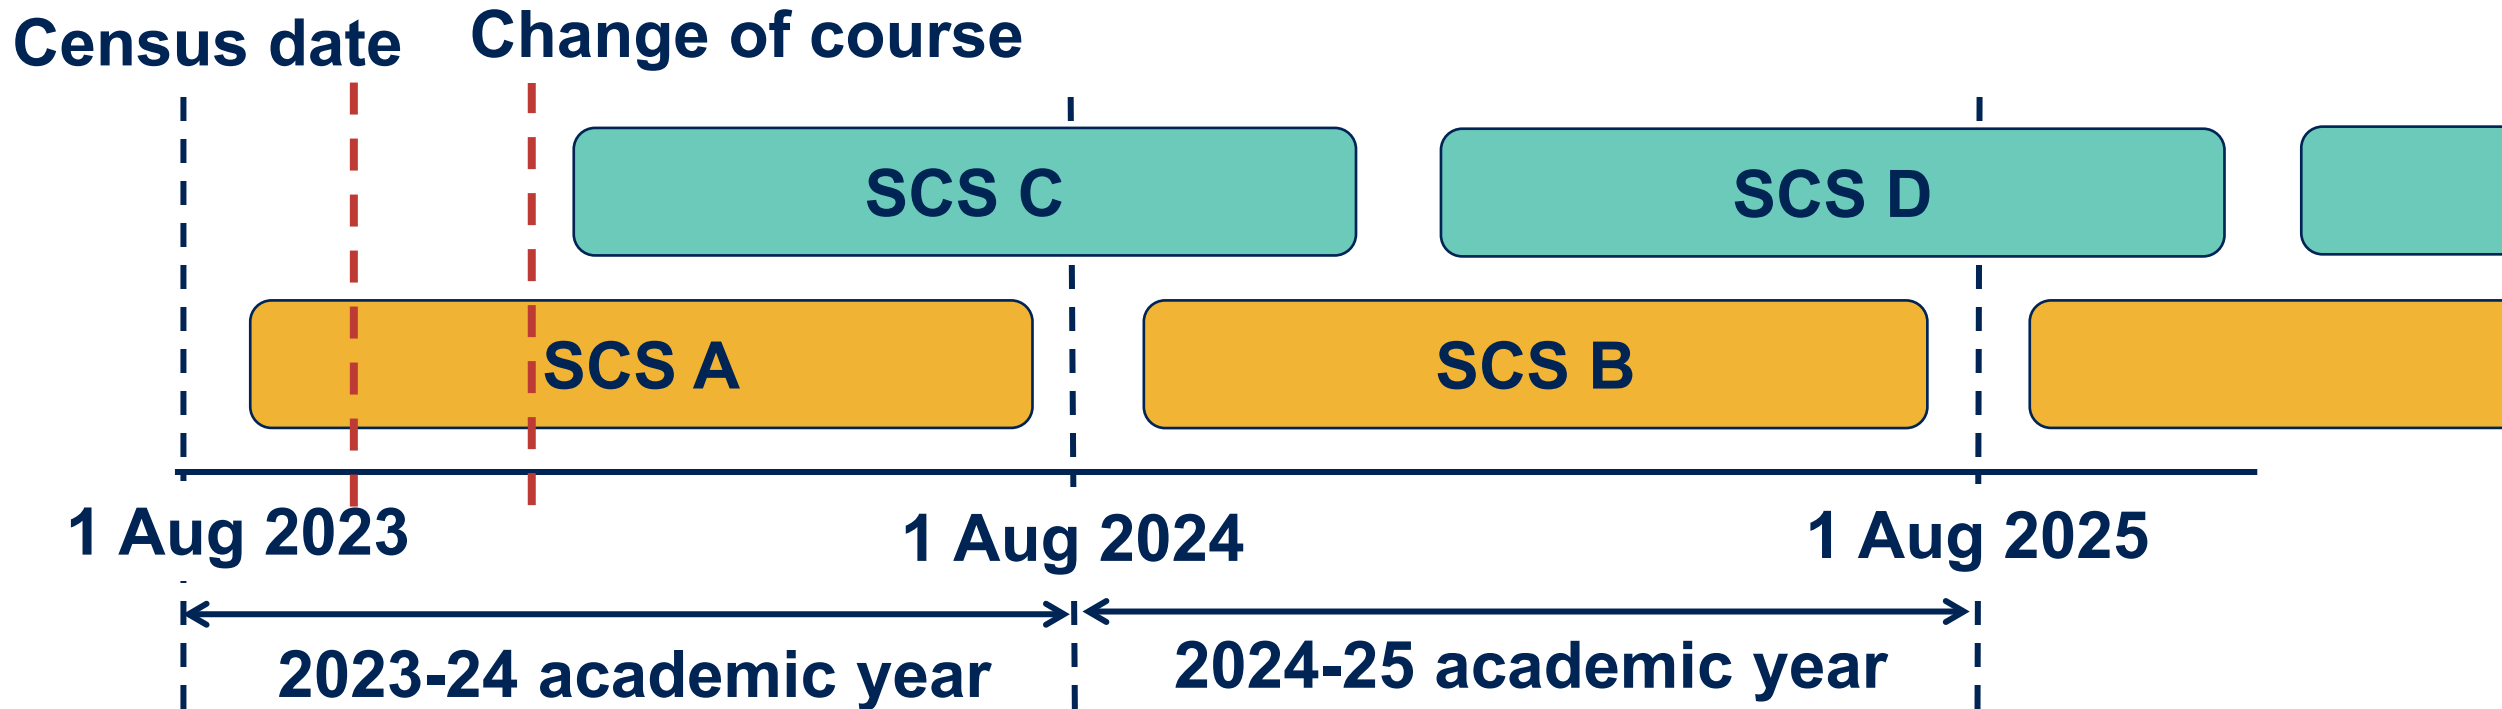 Census date
Change of course
SCS C
SCS D
SCS A
SCS B
1 Aug 2023
1 Aug 2024
1 Aug 2025
2023-24 academic year
2024-25 academic year